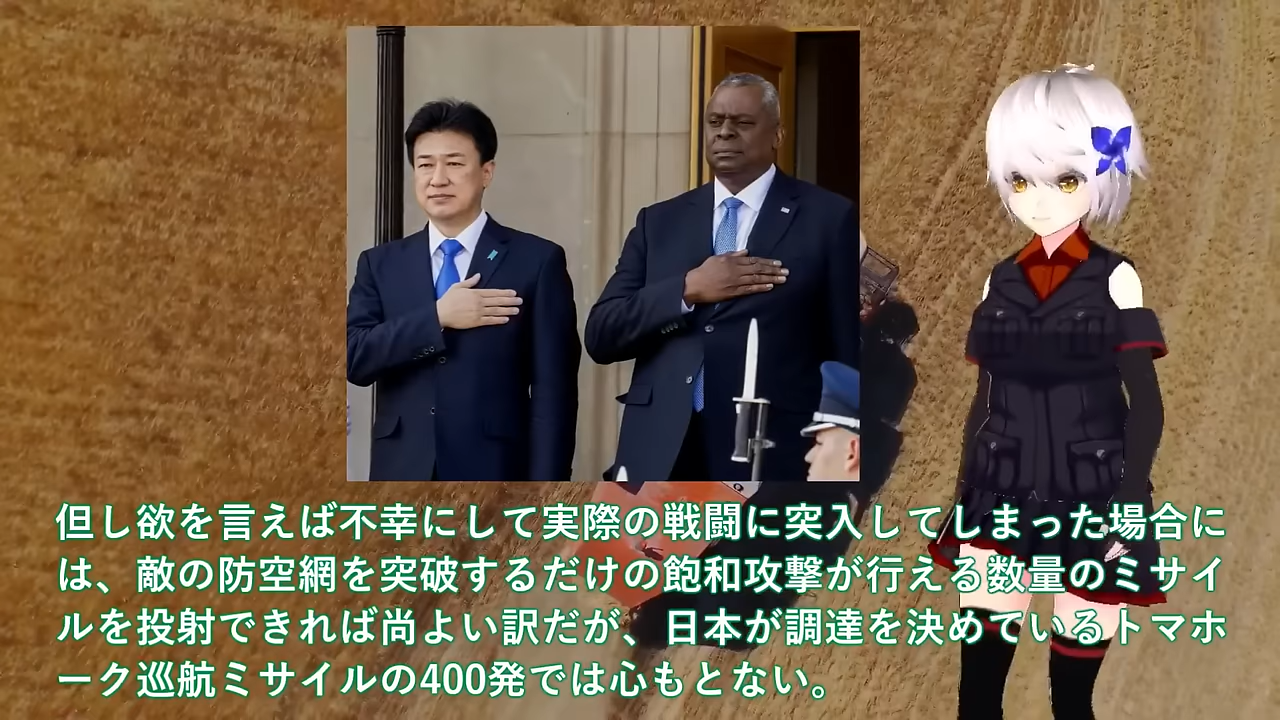 但し欲を言えば不幸にして実際の戦闘に突入してしまった場合に
は、敵の防空網を突破するだけの飽和攻撃が行える数量のミサイ
ルを投射できれば尚よい訳だが、日本が調達を決めているトマホ
ーク巡航ミサイルの400発では心もとない。